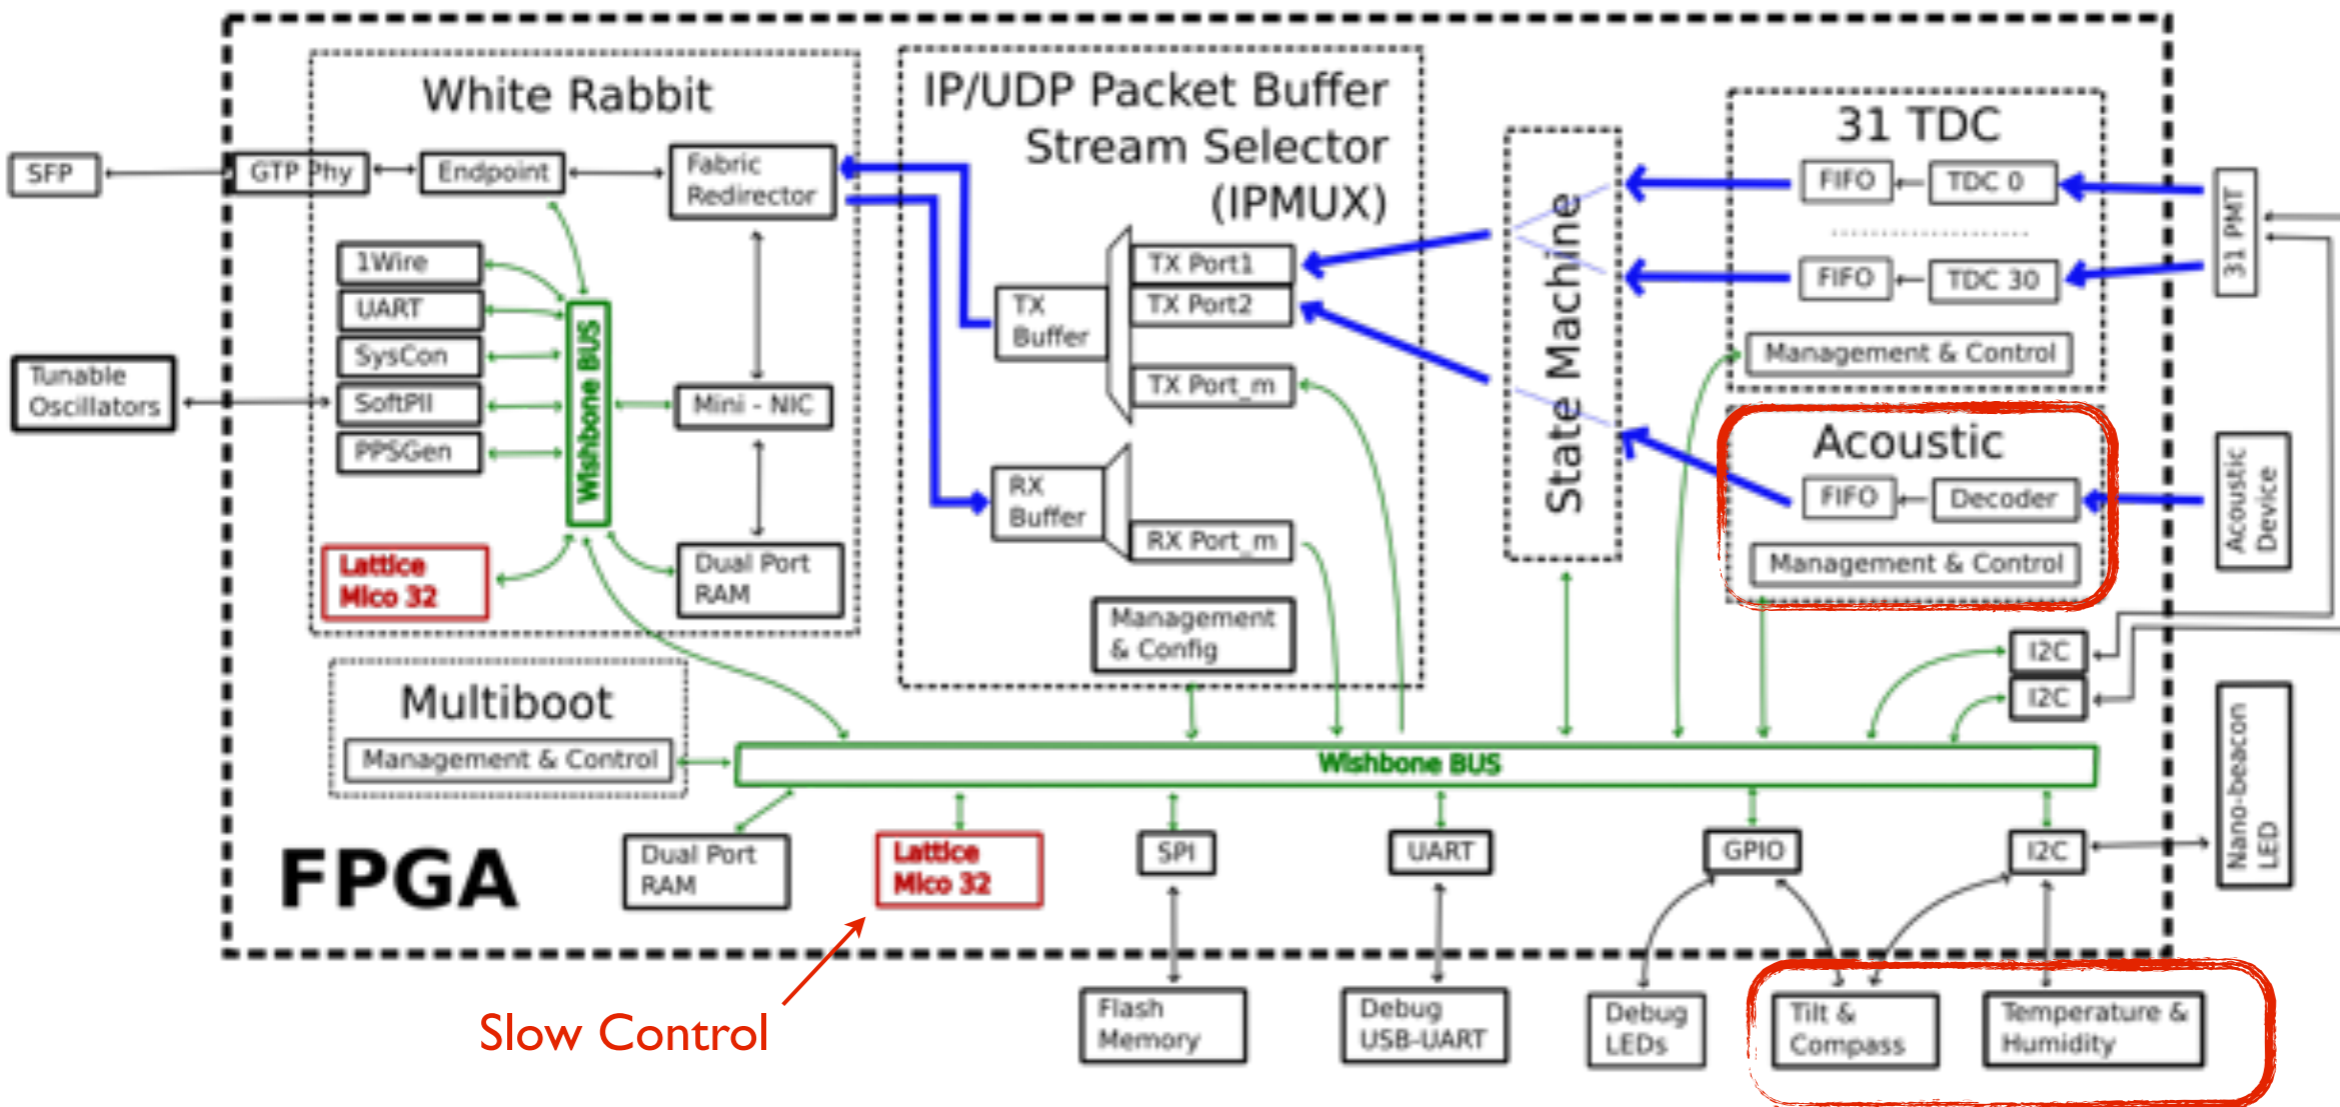 White Rabbit
SFP
GTP Phy
Endpoint
Fabric
Redirector
1Wire
UART
SysCon
SoftPll
PPSGen
Tunable
Oscillators
Wishbone BUS
Mini - NIC
Lattice
Mico 32
Dual Port
RAM
IP/UDP Packet Buffer
Stream Selector
(IPMUX)
TX
Buffer
TX Port1
TX Port2
TX Port_m
RX
Buffer
RX Port_m
Management
& Config
State Machine
31 TDC
FIFO
TDC 0
FIFO
TDC 30
Management & Control
31 PMT
Acoustic
FIFO
Decoder
Management & Control
Acoustic
Device
I2C
I2C
Multiboot
Management & Control
Wishbone BUS
FPGA
Dual Port
RAM
Lattice
Mico 32
SPI
UART
GPIO
I2C
Nano-beacon
LED
Slow Control
Flash
Memory
Debug
USB-UART
Debug
LEDs
Tilt &
Compass
Temperature &
Humidity